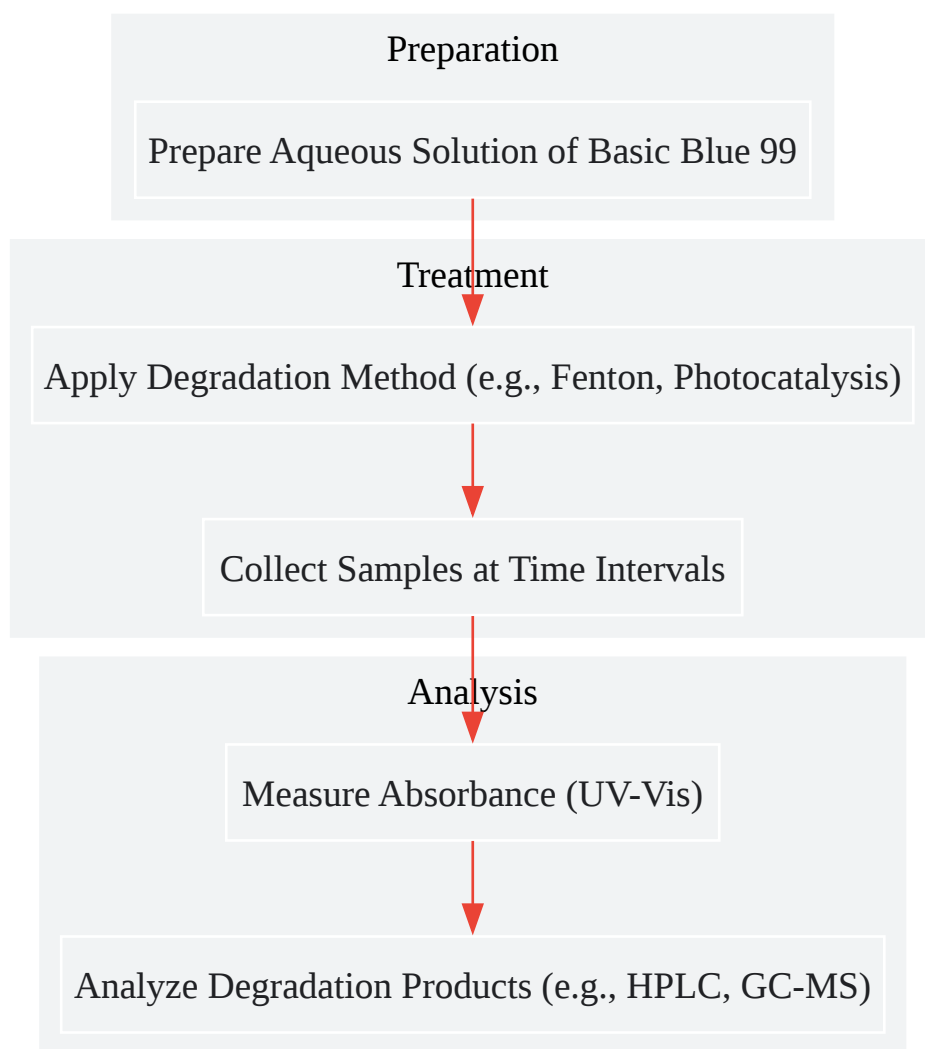 Preparation
Prepare Aqueous Solution of Basic Blue 99
Treatment
Apply Degradation Method (e.g., Fenton, Photocatalysis)
Collect Samples at Time Intervals
Analysis
Measure Absorbance (UV-Vis)
Analyze Degradation Products (e.g., HPLC, GC-MS)